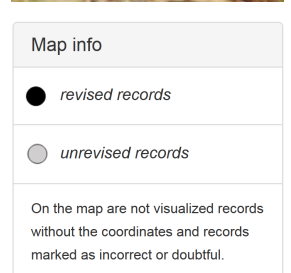 Map info
revised records
unrevised records
On the map are not visualized records
without the coordinates and records
marked as incorrect or doubtful.